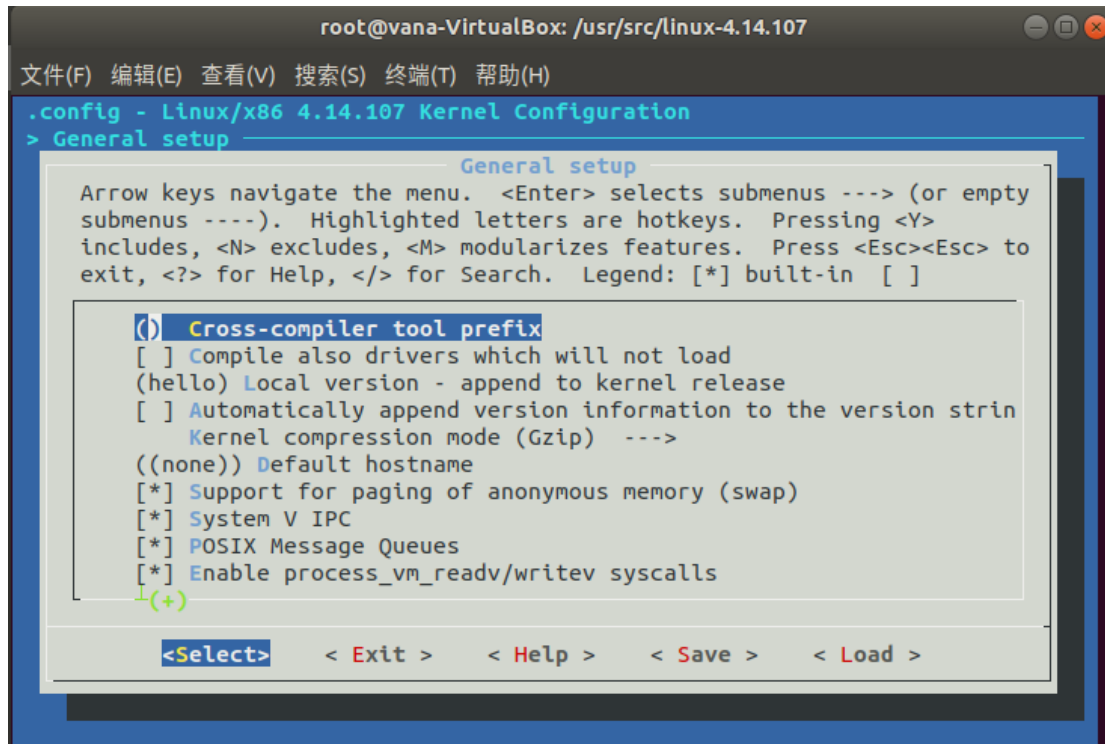 root@vana-VirtualBox: /usr/src/linux-4.14.107
文件(F) 编辑(E) 查看(V) 搜索(S) 终端(T) 帮助(H)
.config - Linux/x86 4.14.107 Kernel Configuration
> General setup
General setup
Arrow keys navigate the menu. <Enter> selects submenus ---> (or empty
submenus ----). Highlighted letters are hotkeys. Pressing <Y>
includes, <N> excludes, <M> modularizes features. Press <Esc><Esc> to
exit, <?> for Help, </> for Search. Legend: [*] built-in [ ]
() Cross-compiler tool prefix
[ ] Compile also drivers which will not load
(hello) Local version - append to kernel release
[ ] Automatically append version information to the version strin
Kernel compression mode (Gzip) --->
((none)) Default hostname
[*] Support for paging of anonymous memory (swap)
[*] System V IPC
[*] POSIX Message Queues
[*] Enable process_vm_readv/writev syscalls
(+)
<Select> < Exit > < Help > < Save > < Load >